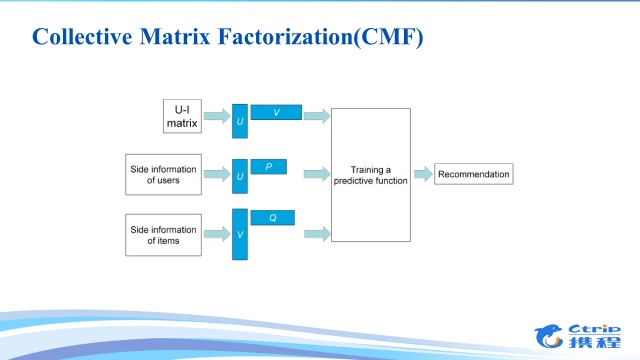 Collective Matrix Factorization(CMF)
U-I
matrix
U
V
Side information
of users
U
P
Side information
of items
V
Q
Training a
predictive function
Recommendation
Ctrip
携程